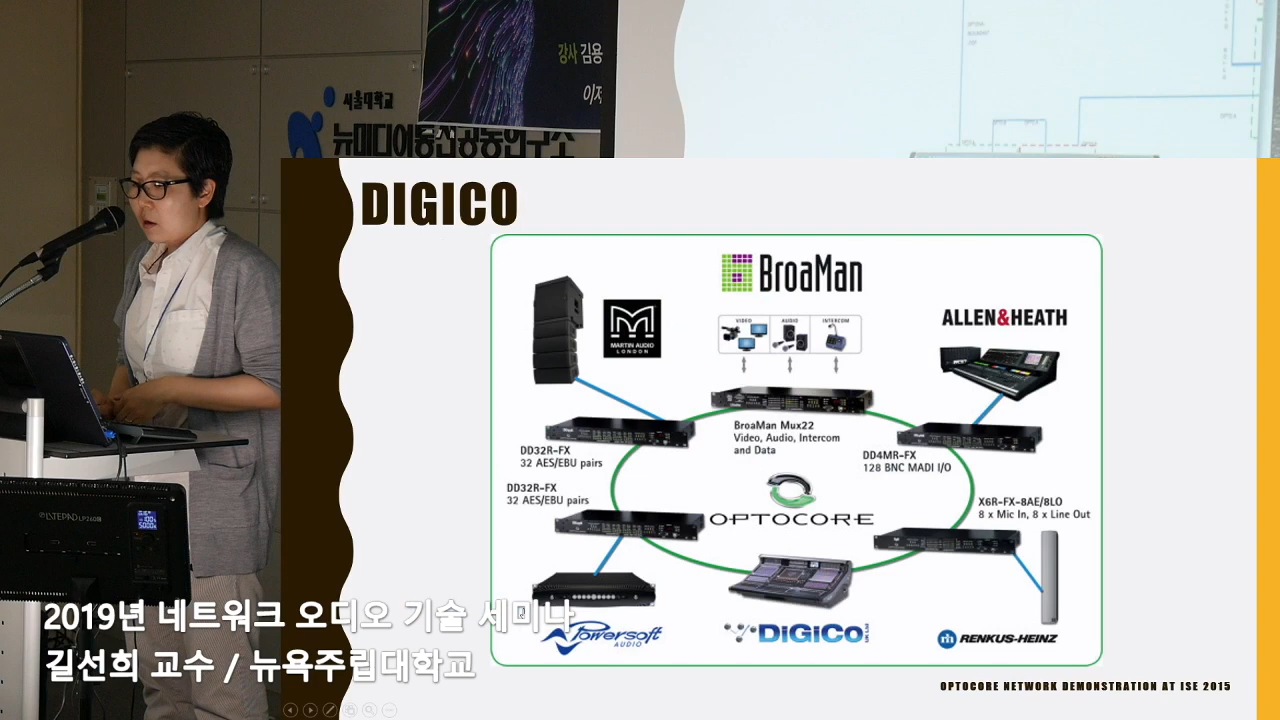 강사 김용
서울대학교
뉴미디어통신공동연구소
DIGICO
BROAMAN
MARTIN AUDIO
LONDON
VIDEO
AUDIO
INTERCOM
ALLEN&HEATH
BroaMan Mux22
Video, Audio, Intercom
and Data
DD32R-FX
32 AES/EBU pairs
DD4MR-FX
128 BNC MADI I/O
DD32R-FX
32 AES/EBU pairs
X6R-FX-8AE/8LO
8 x Mic In, 8 x Line Out
OPTOCORE
LITEPAD
2019년 네트워크 오디오 기술 세미나
Powersoft
AUDIO
DiGiCo
RENKUS-HEINZ
길선희 교수 / 뉴욕주립대학교
OPTOCORE NETWORK DEMONSTRATION AT ISE 2015